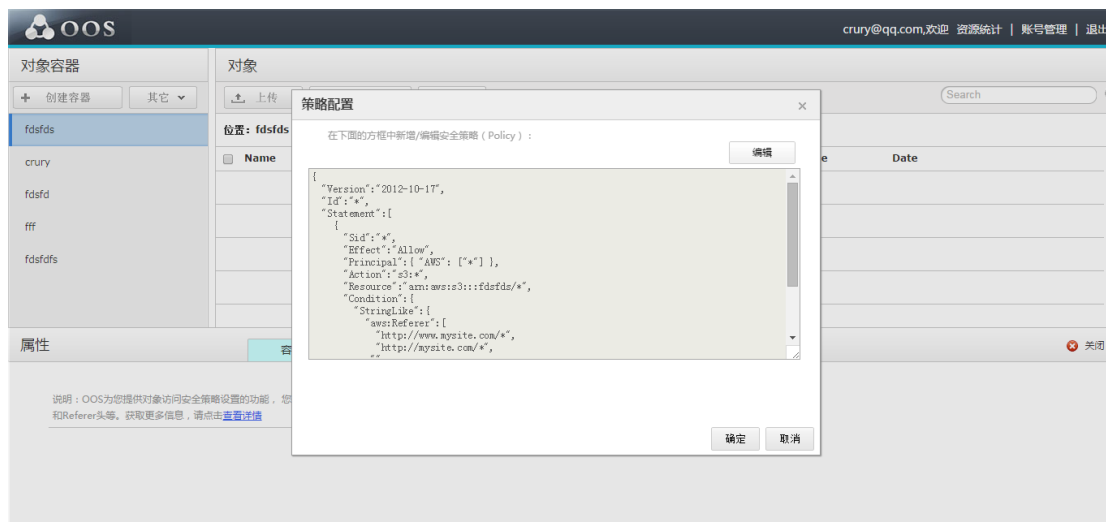 OOS
crury@qq.com,欢迎 资源统计 | 账号管理 | 退出
对象容器
对象
+ 创建容器
其它
上传
Search
fdsfds
crury
fdsfd
fff
fdsfdfs
位置: fdsfds
Name
Date
策略配置
×
在下面的方框中新增/编辑安全策略 ( Policy ) :
编辑
{
"Version":"2012-10-17",
"Id":"*",
"Statement":[
{
"Sid":"*",
"Effect":"Allow",
"Principal":{ "AWS": ["*"] },
"Action":"s3:*",
"Resource":"arn:aws:s3:::fdsfds/*",
"Condition":{
"StringLike":{
"aws:Referer":[
"http://www.mysite.com/*",
"http://mysite.com/*",
确定
取消
属性
容
关闭
说明 : OOS为您提供对象访问安全策略设置的功能 , 您
和Referer头等。获取更多信息 , 请点击查看详情